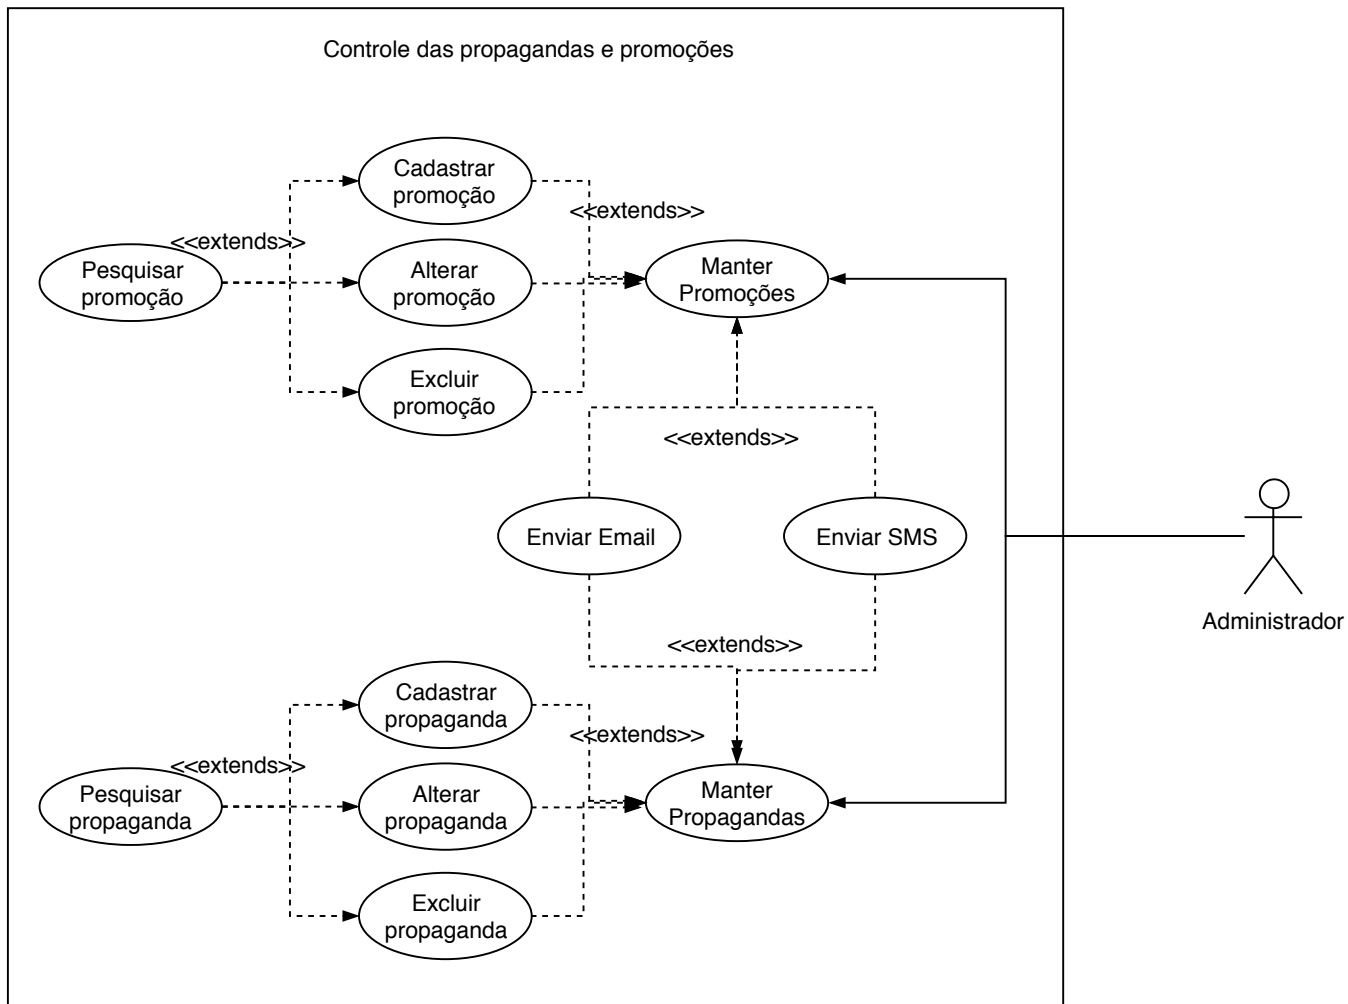 Controle das propagandas e promoções
Cadastrar
promoção
<<extends>>
<<extends>>
Pesquisar
promoção
Alterar
promoção
Manter
Promoções
Excluir
promoção
<<extends>>
Enviar Email
Enviar SMS
Administrador
<<extends>>
Cadastrar
propaganda
<<extends>>
<<extends>>
Pesquisar
propaganda
Alterar
propaganda
Manter
Propagandas
Excluir
propaganda